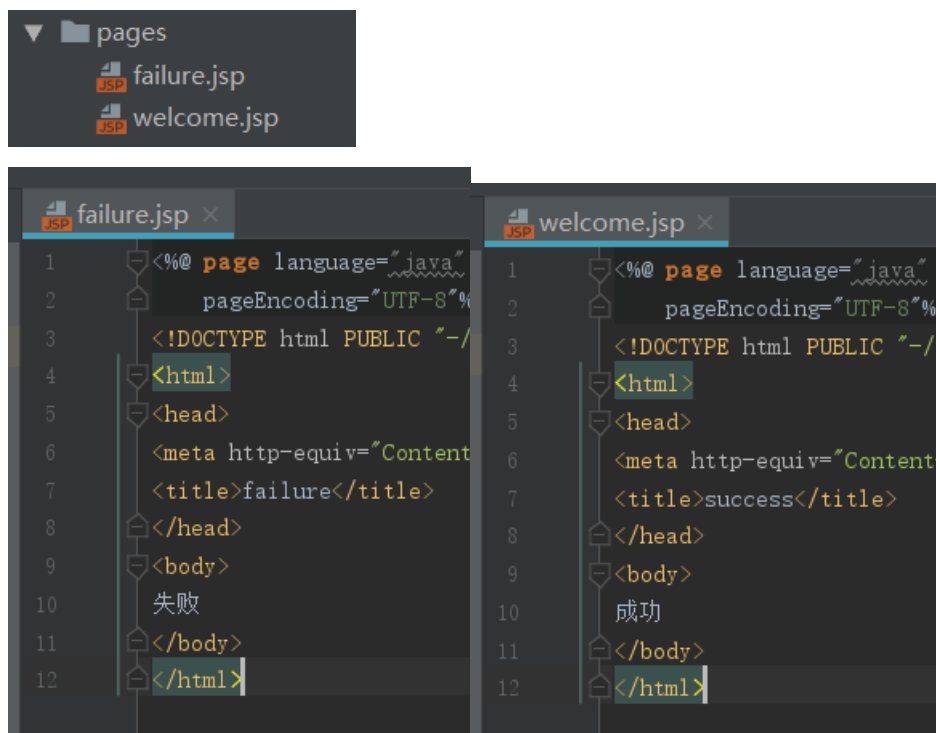 pages
failure.jsp
welcome.jsp
failure.jsp
1 <%@ page language="java"
2 pageEncoding="UTF-8"%
3 <!DOCTYPE html PUBLIC "-/
4 <html>
5 <head>
6 <meta http-equiv="Content
7 <title>failure</title>
8 </head>
9 <body>
10 失败
11 </body>
12 </html>
welcome.jsp
1 <%@ page language="java"
2 pageEncoding="UTF-8"%
3 <!DOCTYPE html PUBLIC "-/
4 <html>
5 <head>
6 <meta http-equiv="Content
7 <title>success</title>
8 </head>
9 <body>
10 成功
11 </body>
12 </html>